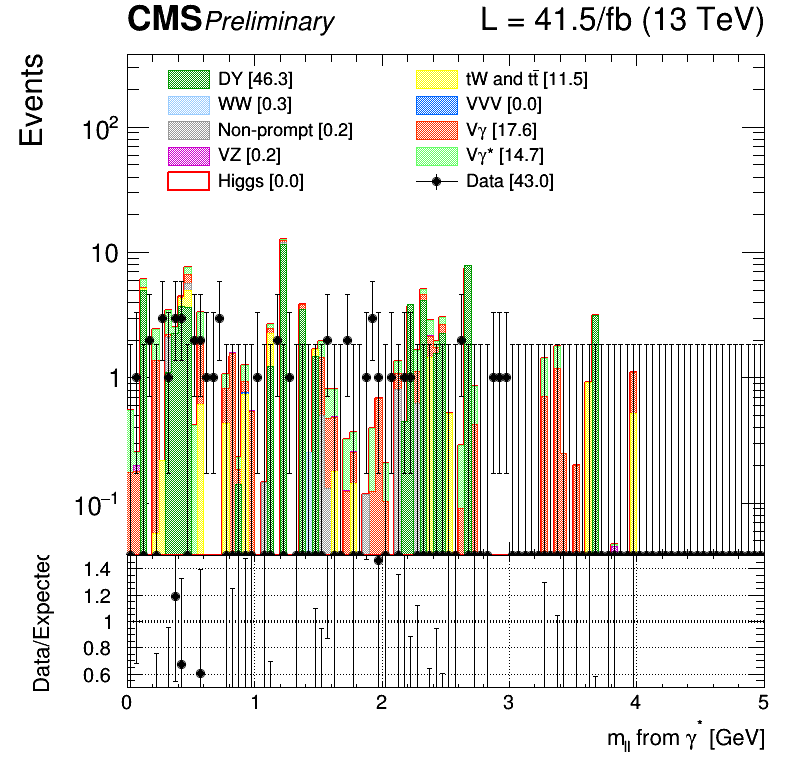 CMS Preliminary L = 41.5/fb (13 TeV)
Events
DY [46.3] tW and tt̄ [11.5]
WW [0.3] VVV [0.0]
Non-prompt [0.2] Vγ [17.6]
VZ [0.2] Vγ* [14.7]
Higgs [0.0] Data [43.0]
10²
10
1
10⁻¹
Data/Expected
1.4
1.2
1
0.8
0.6
0 1 2 3 4 5
m_ll from γ* [GeV]